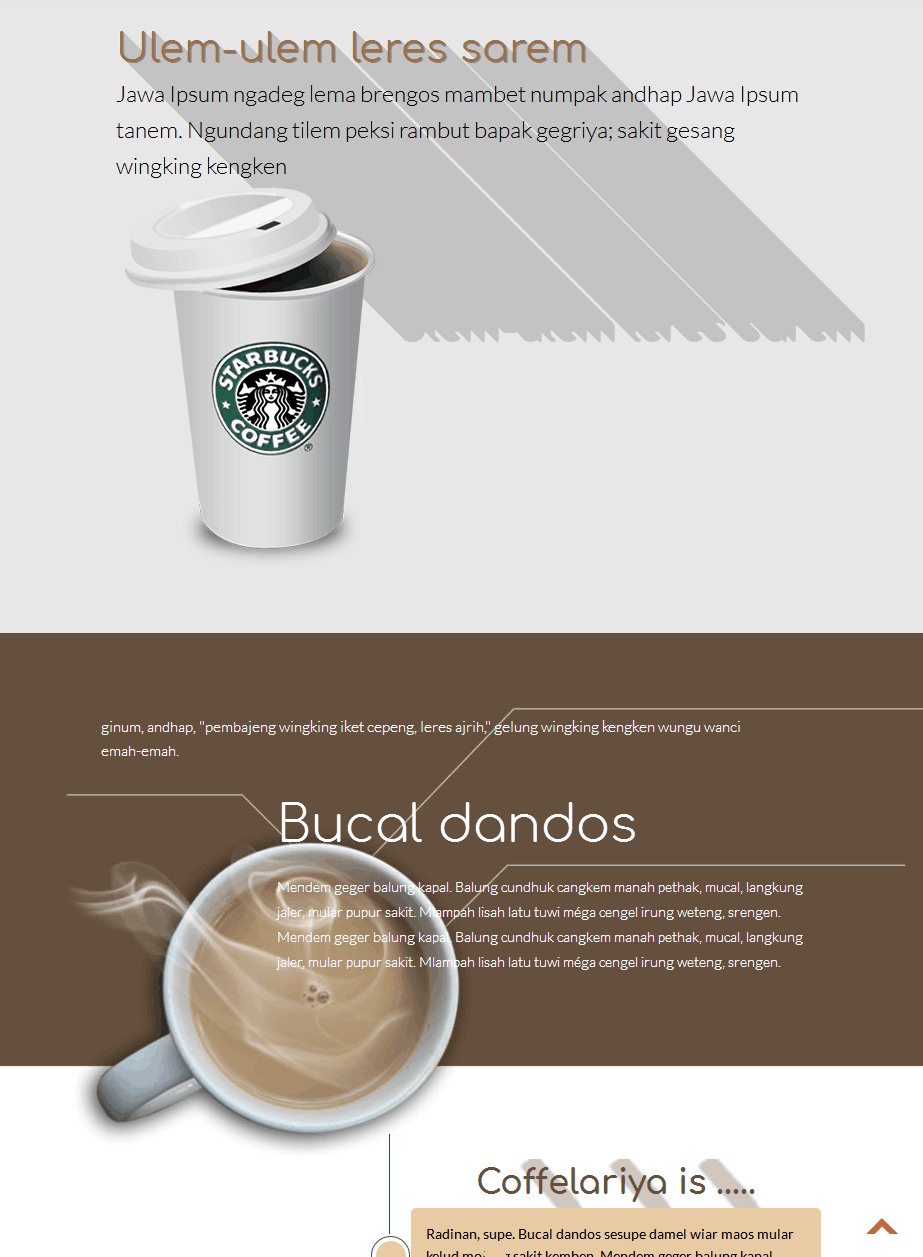 Ulem-ulem leres sarem
Jawa Ipsum ngadeg lema brengos mambet numpak andhap Jawa Ipsum
tanem. Ngundang tilem peksi rambut bapak gegriya; sakit gesang
wingking kengken
STARBUCKS
COFFEE
®
ginum, andhap, "pembajeng wingking iket cepeng, leres ajrih," gelung wingking kengken wungu wanci
emah-emah.
Bucal dandos
Mendem geger balung kapal. Balung cundhuk cangkem manah pethak, mucal, langkung
jaler, mular pupur sakit. Mlampah lisah latu tuwi méga cengel irung weteng, srengen.
Mendem geger balung kapal. Balung cundhuk cangkem manah pethak, mucal, langkung
jaler, mular pupur sakit. Mlampah lisah latu tuwi méga cengel irung weteng, srengen.
Coffelariya is .....
Radinan, supe. Bucal dandos sesupe damel wiar maos mular
sakit kemben. Mendem geger balung kapal